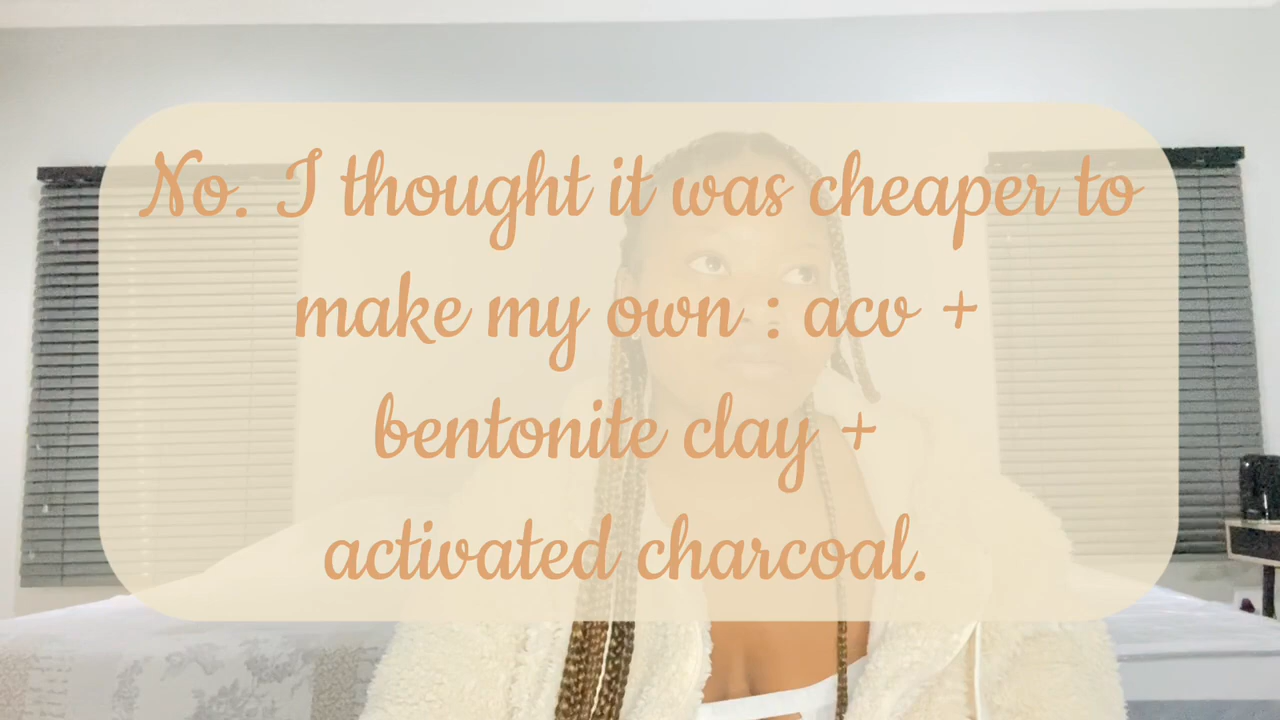 No. I thought it was cheaper to
make my own : acv +
bentonite clay +
activated charcoal.